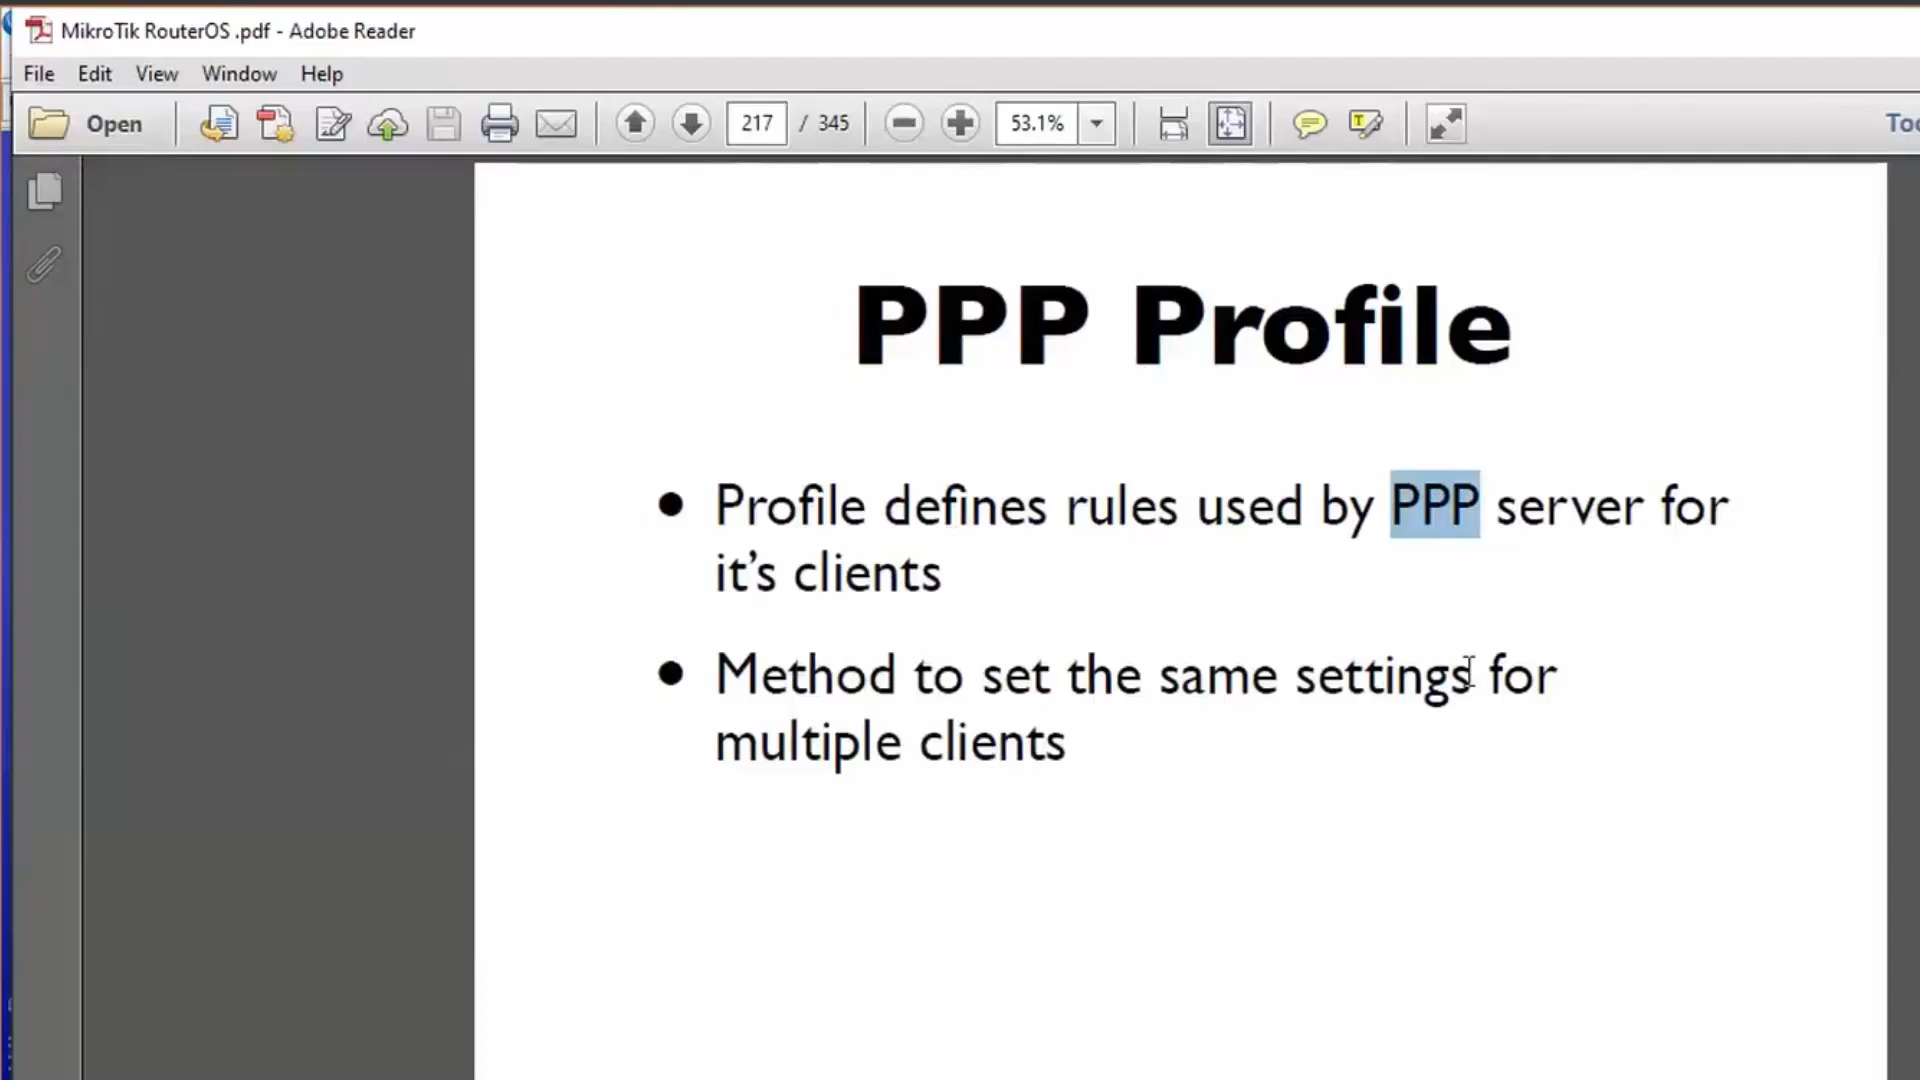 MikroTik RouterOS .pdf - Adobe Reader
File Edit View Window Help
Open 217 / 345 53.1%
PPP Profile
• Profile defines rules used by PPP server for
it’s clients
• Method to set the same settings for
multiple clients